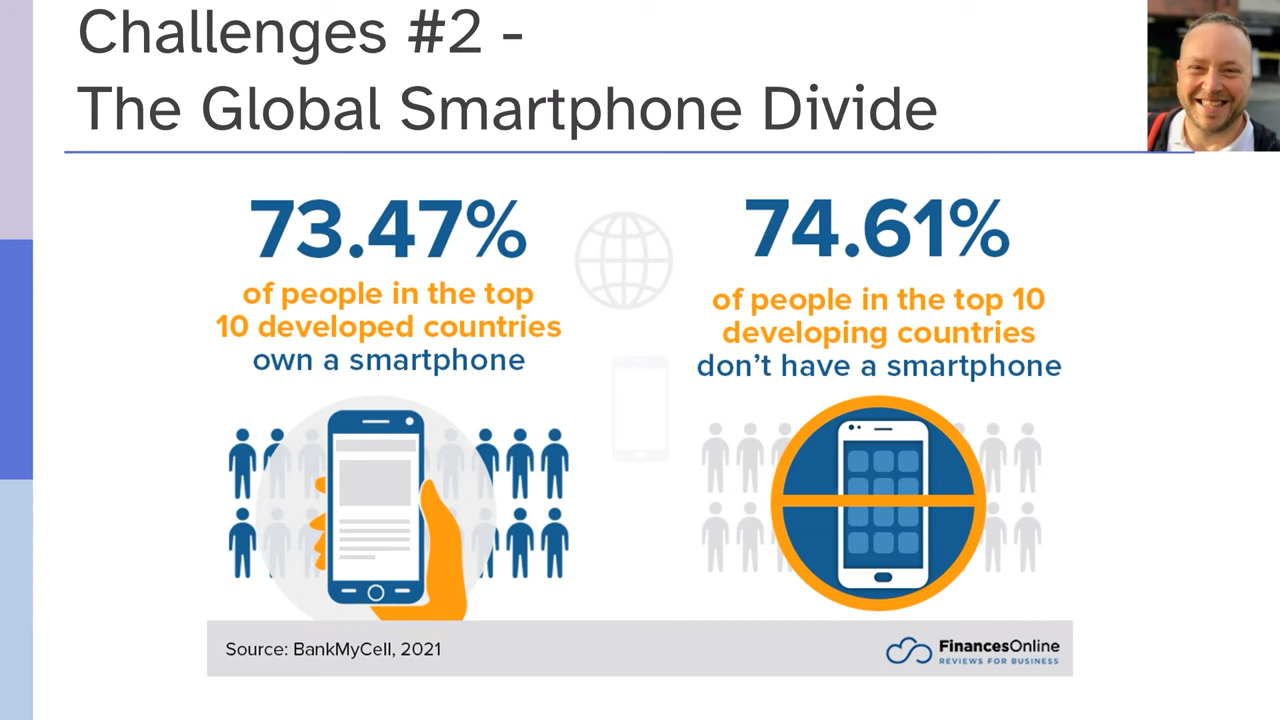 Challenges #2 -
The Global Smartphone Divide
73.47%
of people in the top
10 developed countries
own a smartphone
74.61%
of people in the top 10
developing countries
don't have a smartphone
Source: BankMyCell, 2021
FinancesOnline
REVIEWS FOR BUSINESS